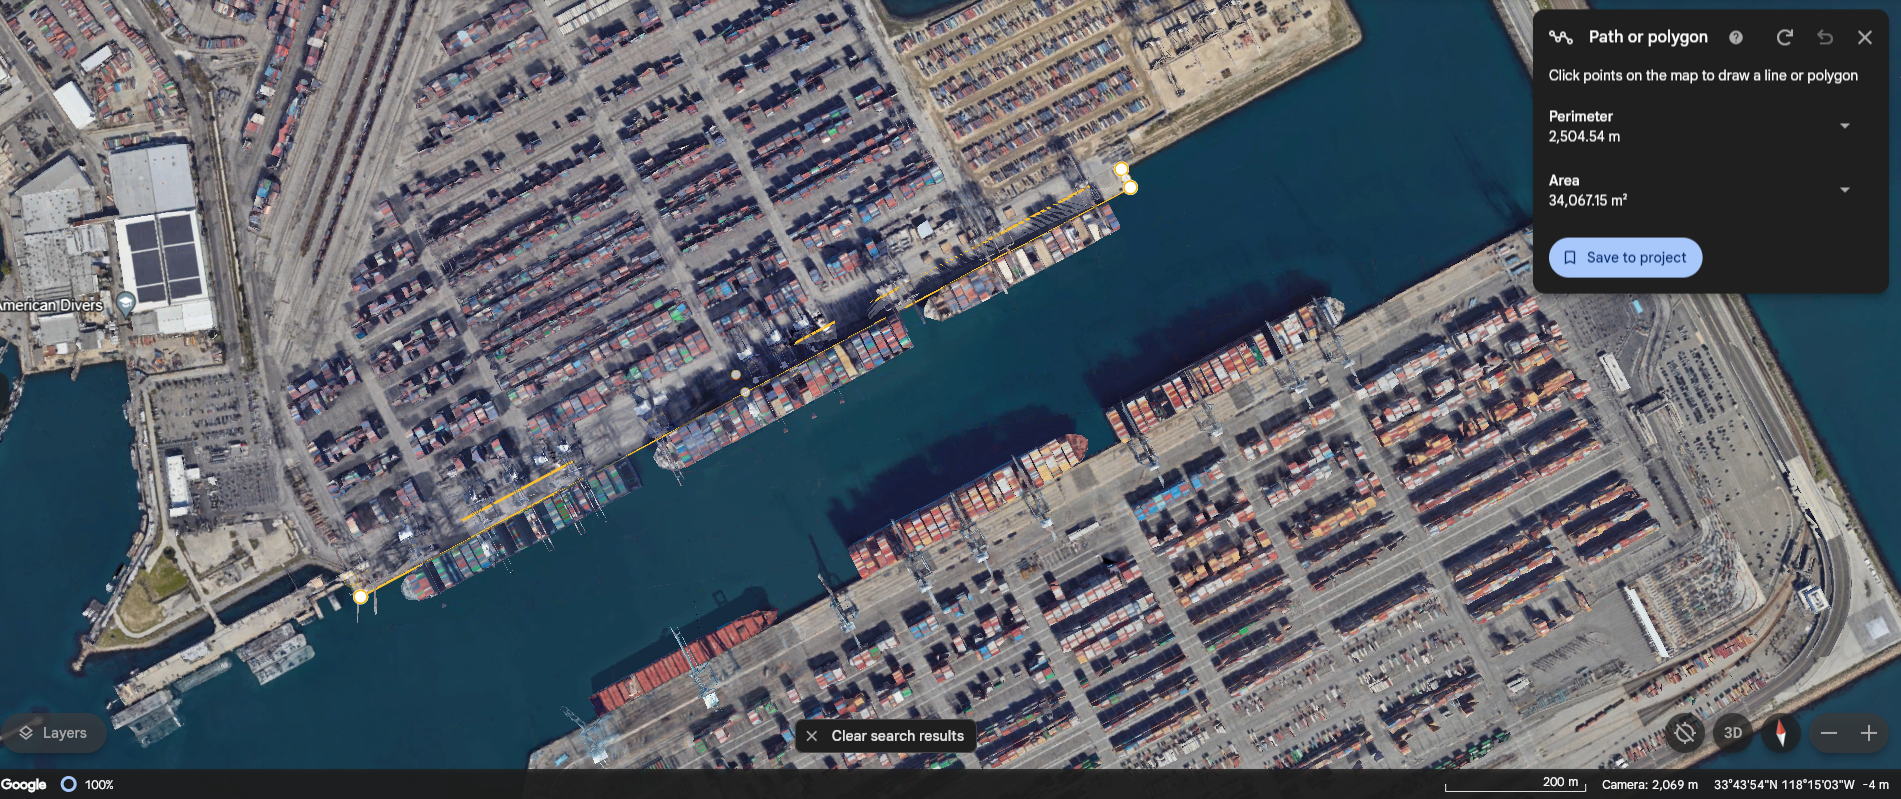 Path or polygon
Click points on the map to draw a line or polygon
Perimeter
2,504.54 m
Area
34,067.15 m²
Save to project
American Divers
Layers
Clear search results
3D
Google
100%
200 m
Camera: 2,069 m
33°43'54"N 118°15'03"W
-4 m